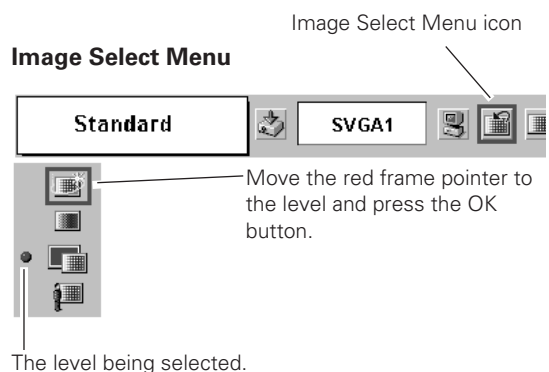 Image Select Menu icon
Image Select Menu
Standard
SVGA1
Move the red frame pointer to
the level and press the OK
button.
The level being selected.